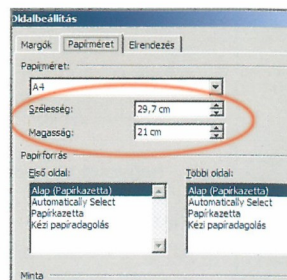 Oldalbeállítás
Margók Papírméret Elrendezés
Papírméret:
A4
Szélesség: 29,7 cm
Magasság: 21 cm
Papírforrás
Első oldal: Többi oldal:
Alap (Papírkazetta) Alap (Papírkazetta)
Automatically Select Automatically Select
Papírkazetta Papírkazetta
Kézi papíradagolás Kézi papíradagolás
Minta